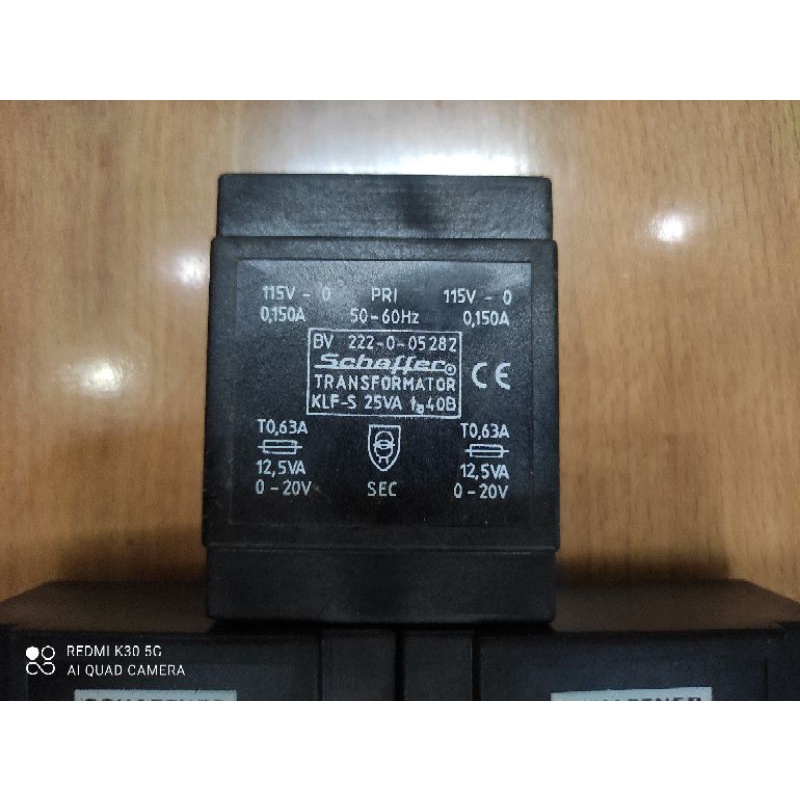 115V - 0 PRI 115V - 0
0,150A 50-60Hz 0,150A
BV 222-0-05282
Schaffer®
TRANSFORMATOR
KLF-S 25VA ta40B
CE
T0,63A T0,63A
12,5VA 12,5VA
0-20V SEC 0-20V
REDMI K30 5G
AI QUAD CAMERA